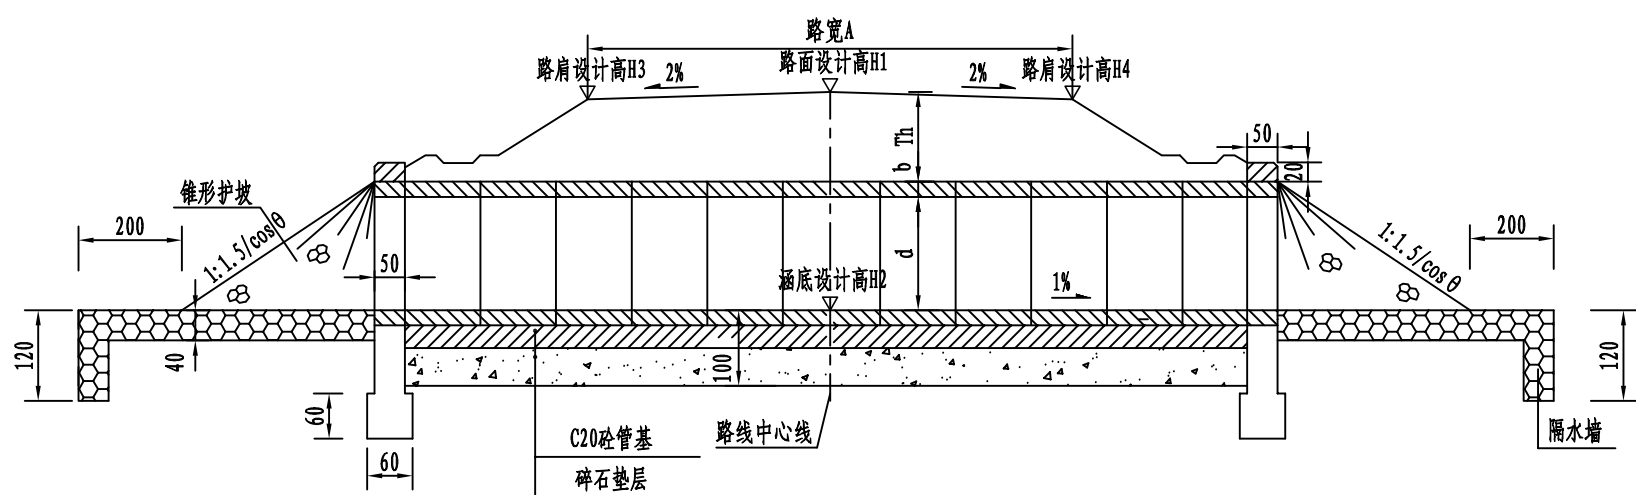 路宽A
路面设计高H1
路肩设计高H3
2%
2%
路肩设计高H4
50
20
b Th
锥形护坡
200
1:1.5/cosθ
50
d
涵底设计高H2
1%
1:1.5/cosθ
200
120
40
100
120
60
60
C20砼管基
碎石垫层
路线中心线
隔水墙